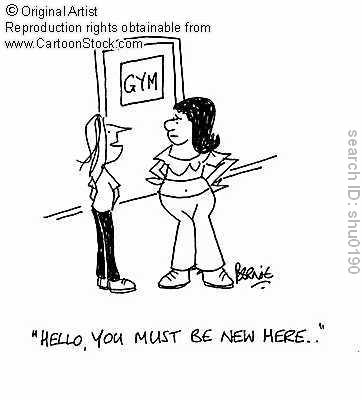 © Original Artist
Reproduction rights obtainable from
www.CartoonStock.com
GYM
search ID: shu0190
BERNIE
"HELLO, YOU MUST BE NEW HERE.."